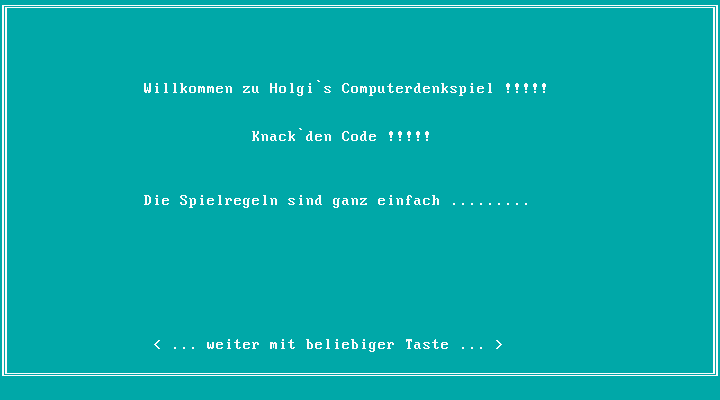 Willkommen zu Holgi`s Computerdenkspiel !!!!!
Knack`den Code !!!!!
Die Spielregeln sind ganz einfach .........
< ... weiter mit beliebiger Taste ... >